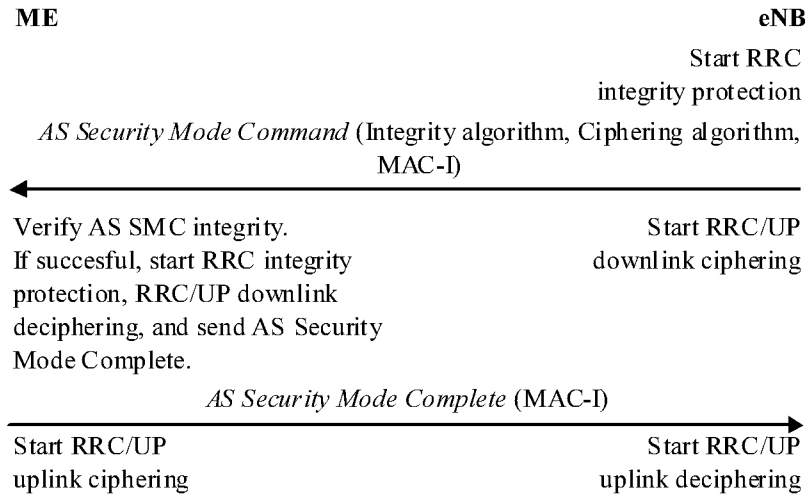 ME eNB
Start RRC
integrity protection
AS Security Mode Command (Integrity algorithm, Ciphering algorithm,
MAC-I)
Verify AS SMC integrity.
If succesful, start RRC integrity
protection, RRC/UP downlink
deciphering, and send AS Security
Mode Complete.
Start RRC/UP
downlink ciphering
AS Security Mode Complete (MAC-I)
Start RRC/UP
uplink ciphering
Start RRC/UP
uplink deciphering